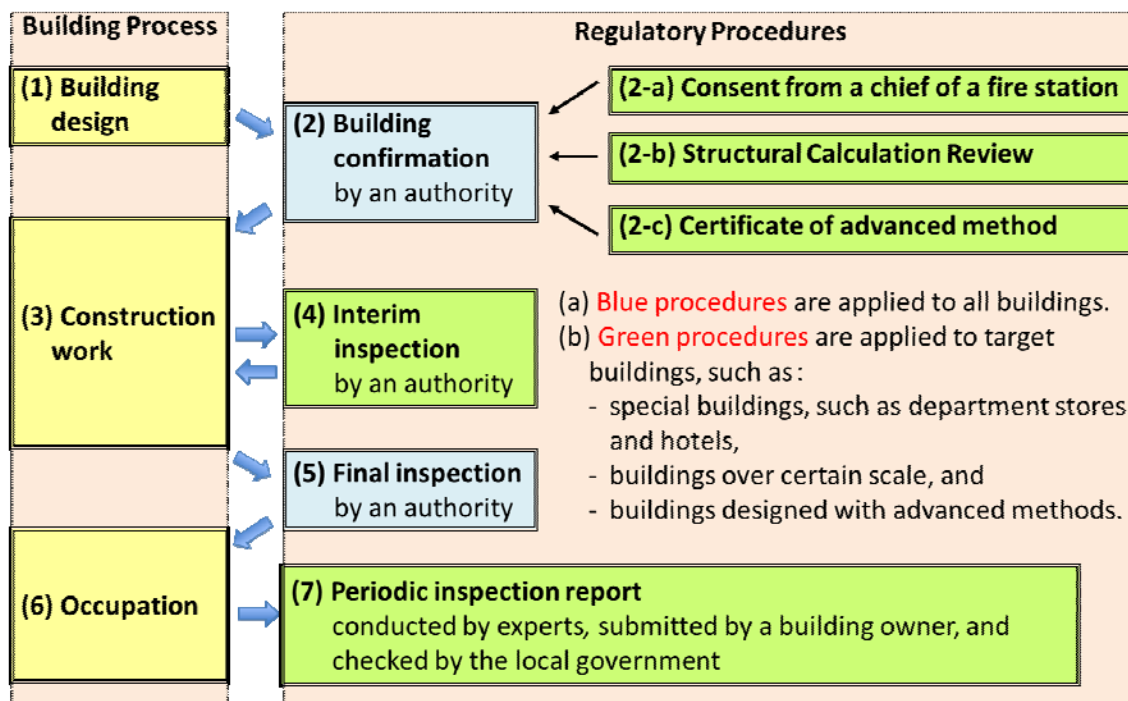 Building Process
Regulatory Procedures
(1) Building
design
(2) Building
confirmation
by an authority
(2-a) Consent from a chief of a fire station
(2-b) Structural Calculation Review
(2-c) Certificate of advanced method
(3) Construction
work
(4) Interim
inspection
by an authority
(a) Blue procedures are applied to all buildings.
(b) Green procedures are applied to target
buildings, such as :
- special buildings, such as department stores
and hotels,
- buildings over certain scale, and
- buildings designed with advanced methods.
(5) Final inspection
by an authority
(6) Occupation
(7) Periodic inspection report
conducted by experts, submitted by a building owner, and
checked by the local government